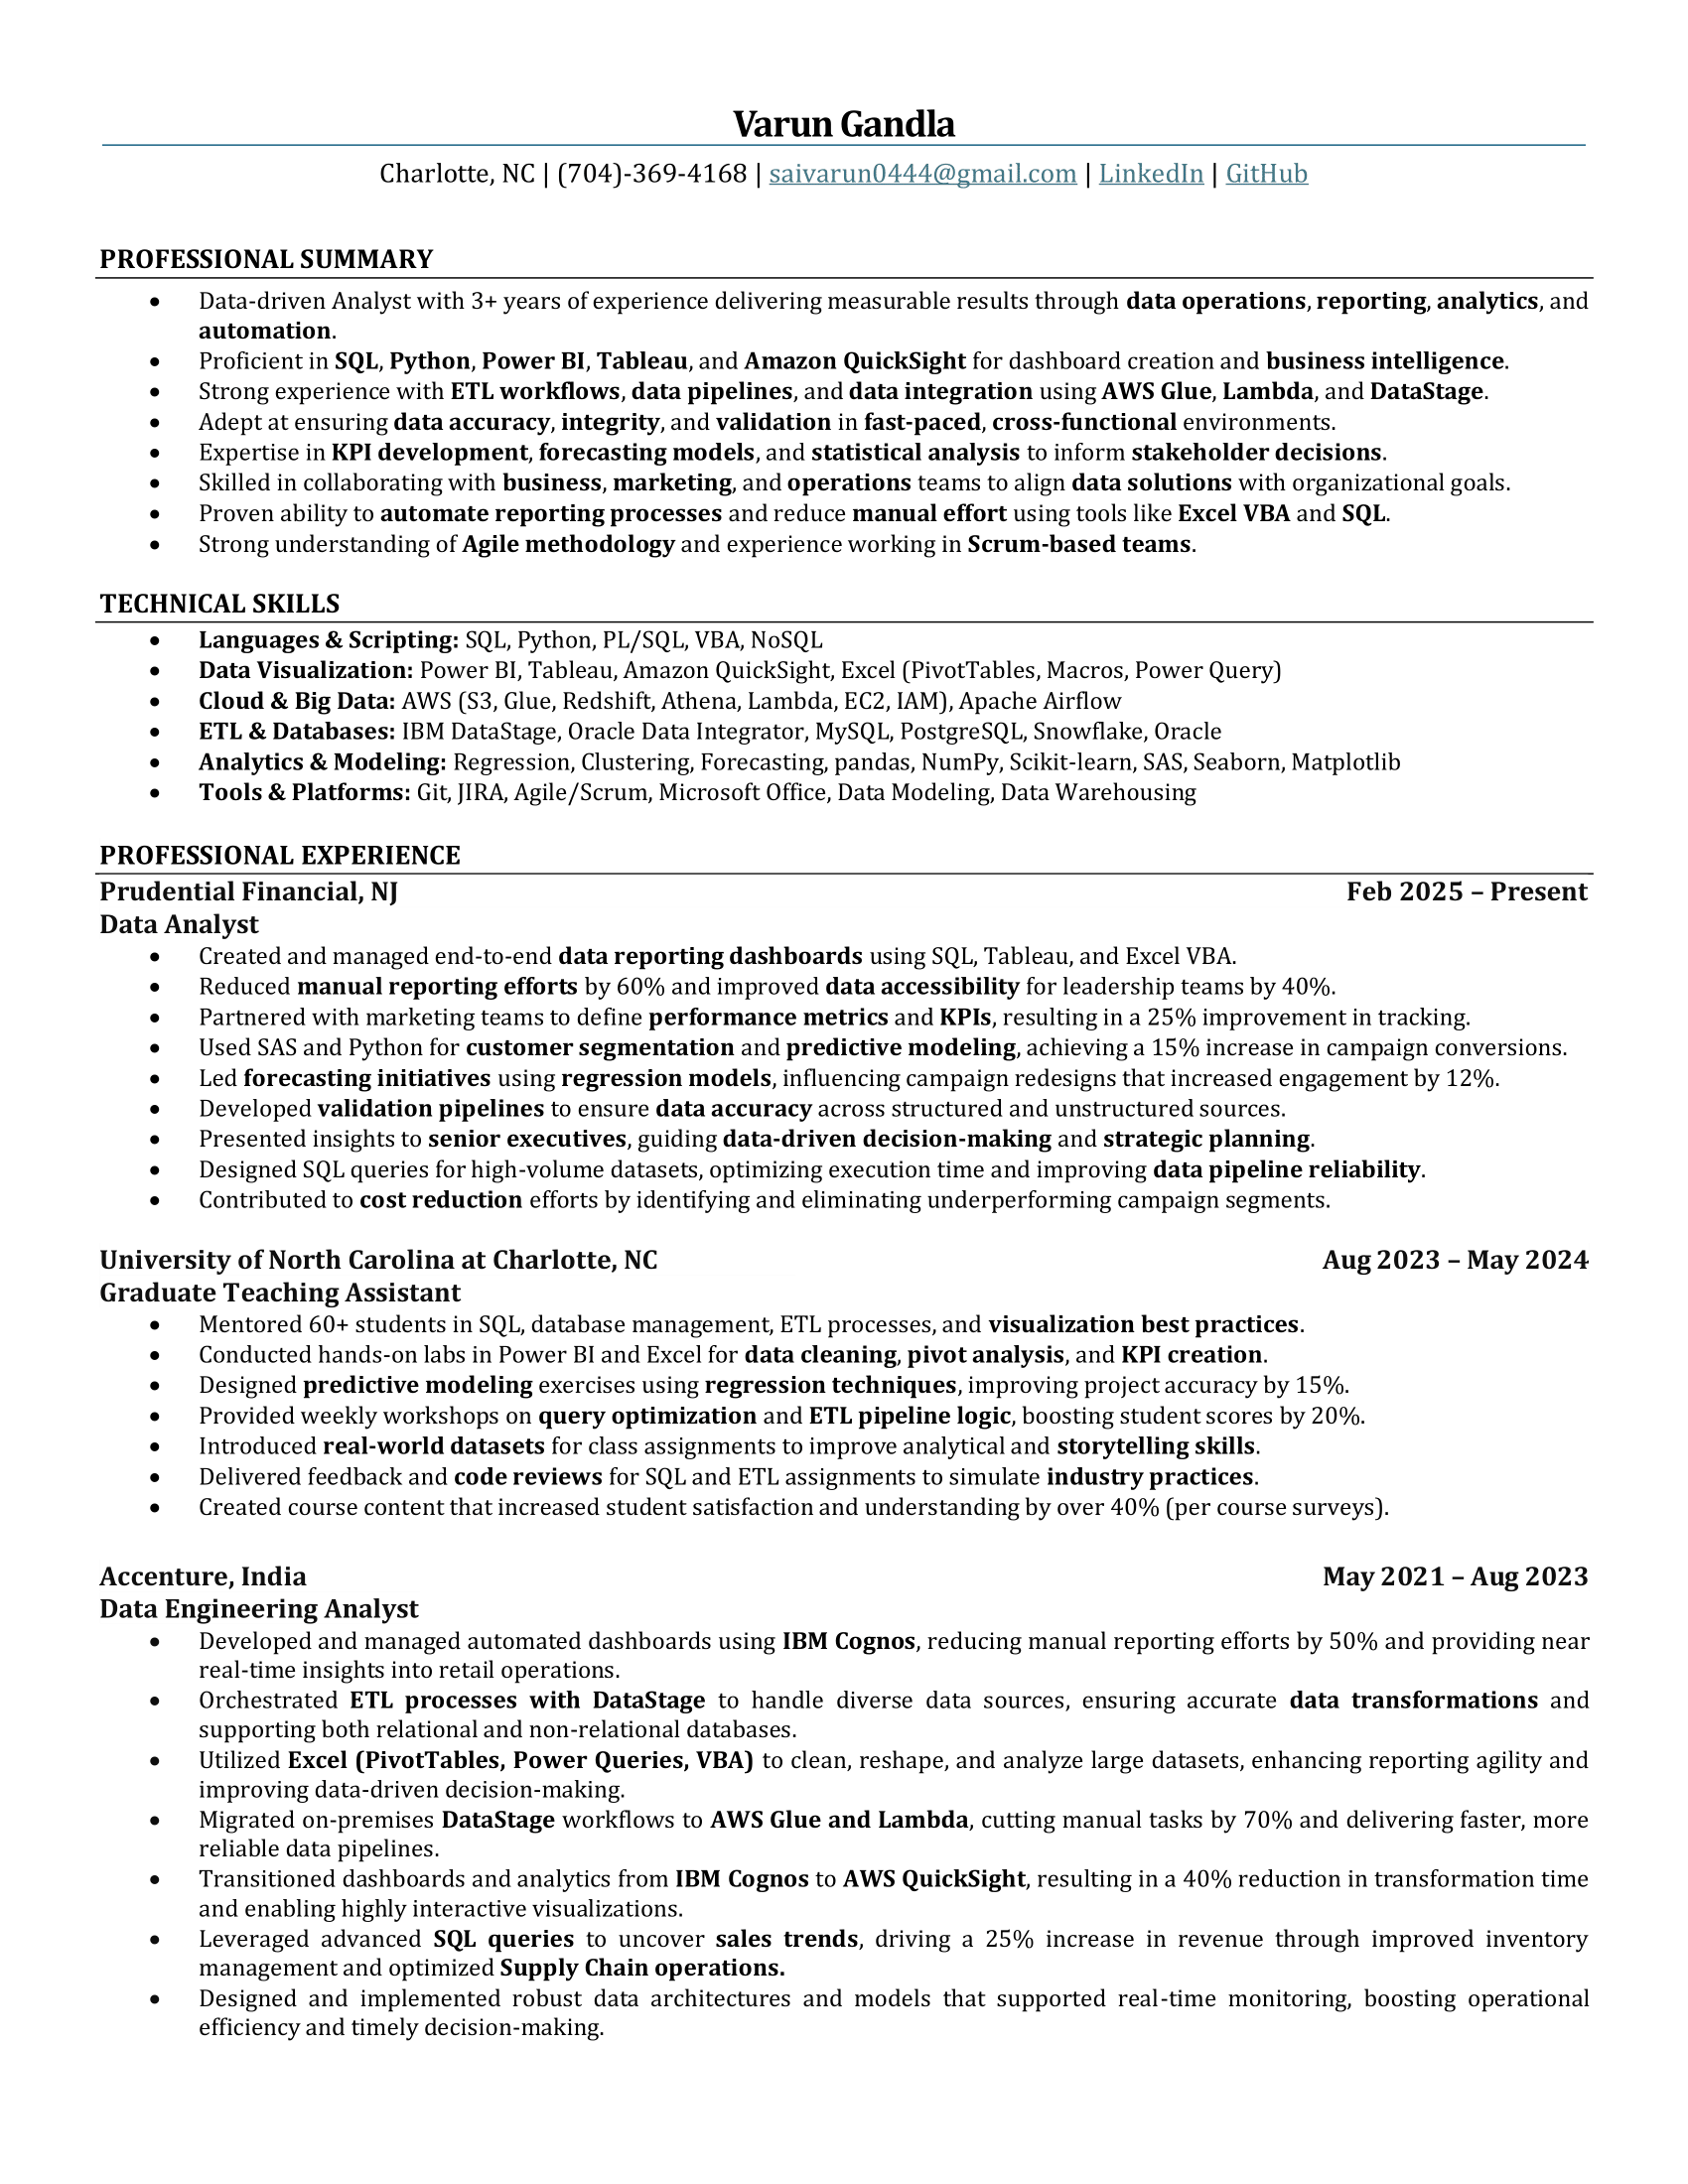 Varun Gandla
Charlotte, NC | (704)-369-4168 | saivarun0444@gmail.com | LinkedIn | GitHub
PROFESSIONAL SUMMARY
• Data-driven Analyst with 3+ years of experience delivering measurable results through data operations, reporting, analytics, and
automation.
• Proficient in SQL, Python, Power BI, Tableau, and Amazon QuickSight for dashboard creation and business intelligence.
• Strong experience with ETL workflows, data pipelines, and data integration using AWS Glue, Lambda, and DataStage.
• Adept at ensuring data accuracy, integrity, and validation in fast-paced, cross-functional environments.
• Expertise in KPI development, forecasting models, and statistical analysis to inform stakeholder decisions.
• Skilled in collaborating with business, marketing, and operations teams to align data solutions with organizational goals.
• Proven ability to automate reporting processes and reduce manual effort using tools like Excel VBA and SQL.
• Strong understanding of Agile methodology and experience working in Scrum-based teams.
TECHNICAL SKILLS
• Languages & Scripting: SQL, Python, PL/SQL, VBA, NoSQL
• Data Visualization: Power BI, Tableau, Amazon QuickSight, Excel (PivotTables, Macros, Power Query)
• Cloud & Big Data: AWS (S3, Glue, Redshift, Athena, Lambda, EC2, IAM), Apache Airflow
• ETL & Databases: IBM DataStage, Oracle Data Integrator, MySQL, PostgreSQL, Snowflake, Oracle
• Analytics & Modeling: Regression, Clustering, Forecasting, pandas, NumPy, Scikit-learn, SAS, Seaborn, Matplotlib
• Tools & Platforms: Git, JIRA, Agile/Scrum, Microsoft Office, Data Modeling, Data Warehousing
PROFESSIONAL EXPERIENCE
Prudential Financial, NJ Feb 2025 – Present
Data Analyst
• Created and managed end-to-end data reporting dashboards using SQL, Tableau, and Excel VBA.
• Reduced manual reporting efforts by 60% and improved data accessibility for leadership teams by 40%.
• Partnered with marketing teams to define performance metrics and KPIs, resulting in a 25% improvement in tracking.
• Used SAS and Python for customer segmentation and predictive modeling, achieving a 15% increase in campaign conversions.
• Led forecasting initiatives using regression models, influencing campaign redesigns that increased engagement by 12%.
• Developed validation pipelines to ensure data accuracy across structured and unstructured sources.
• Presented insights to senior executives, guiding data-driven decision-making and strategic planning.
• Designed SQL queries for high-volume datasets, optimizing execution time and improving data pipeline reliability.
• Contributed to cost reduction efforts by identifying and eliminating underperforming campaign segments.
University of North Carolina at Charlotte, NC Aug 2023 – May 2024
Graduate Teaching Assistant
• Mentored 60+ students in SQL, database management, ETL processes, and visualization best practices.
• Conducted hands-on labs in Power BI and Excel for data cleaning, pivot analysis, and KPI creation.
• Designed predictive modeling exercises using regression techniques, improving project accuracy by 15%.
• Provided weekly workshops on query optimization and ETL pipeline logic, boosting student scores by 20%.
• Introduced real-world datasets for class assignments to improve analytical and storytelling skills.
• Delivered feedback and code reviews for SQL and ETL assignments to simulate industry practices.
• Created course content that increased student satisfaction and understanding by over 40% (per course surveys).
Accenture, India May 2021 – Aug 2023
Data Engineering Analyst
• Developed and managed automated dashboards using IBM Cognos, reducing manual reporting efforts by 50% and providing near
real-time insights into retail operations.
• Orchestrated ETL processes with DataStage to handle diverse data sources, ensuring accurate data transformations and
supporting both relational and non-relational databases.
• Utilized Excel (PivotTables, Power Queries, VBA) to clean, reshape, and analyze large datasets, enhancing reporting agility and
improving data-driven decision-making.
• Migrated on-premises DataStage workflows to AWS Glue and Lambda, cutting manual tasks by 70% and delivering faster, more
reliable data pipelines.
• Transitioned dashboards and analytics from IBM Cognos to AWS QuickSight, resulting in a 40% reduction in transformation time
and enabling highly interactive visualizations.
• Leveraged advanced SQL queries to uncover sales trends, driving a 25% increase in revenue through improved inventory
management and optimized Supply Chain operations.
• Designed and implemented robust data architectures and models that supported real-time monitoring, boosting operational
efficiency and timely decision-making.